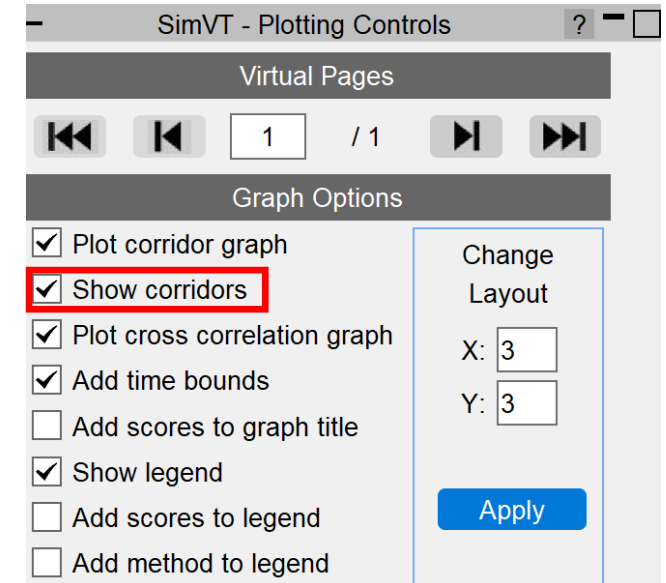 SimVT - Plotting Controls ?
Virtual Pages
1 / 1
Graph Options
Plot corridor graph
Show corridors
Plot cross correlation graph
Add time bounds
Add scores to graph title
Show legend
Add scores to legend
Add method to legend
Change
Layout
X: 3
Y: 3
Apply